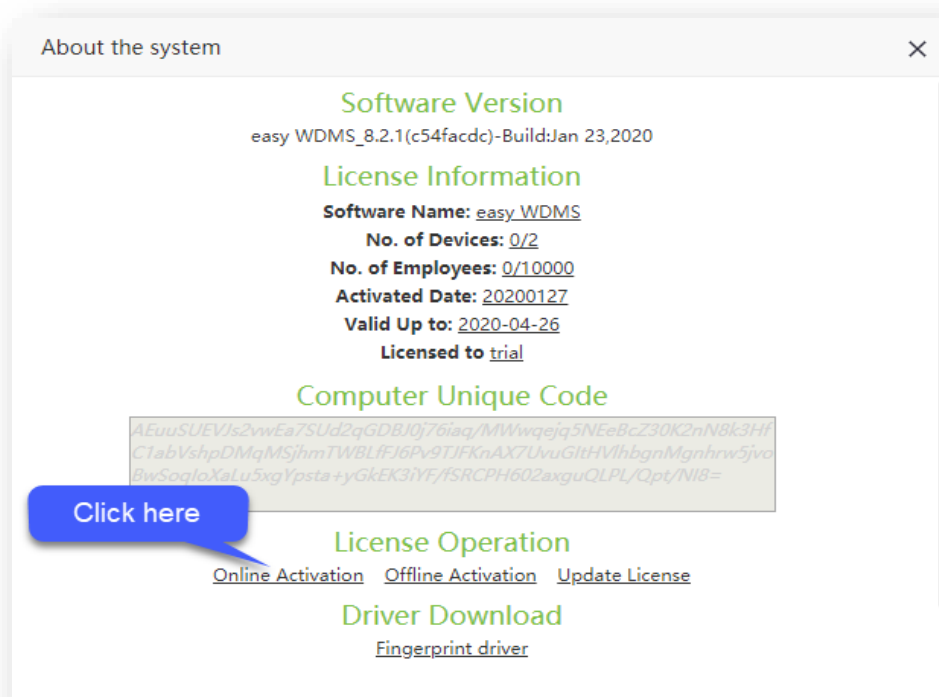 About the system
Software Version
easy WDMS_8.2.1(c54facdc)-Build:Jan 23,2020
License Information
Software Name: easy WDMS
No. of Devices: 0/2
No. of Employees: 0/10000
Activated Date: 20200127
Valid Up to: 2020-04-26
Licensed to trial
Computer Unique Code
Click here
License Operation
Online Activation Offline Activation Update License
Driver Download
Fingerprint driver